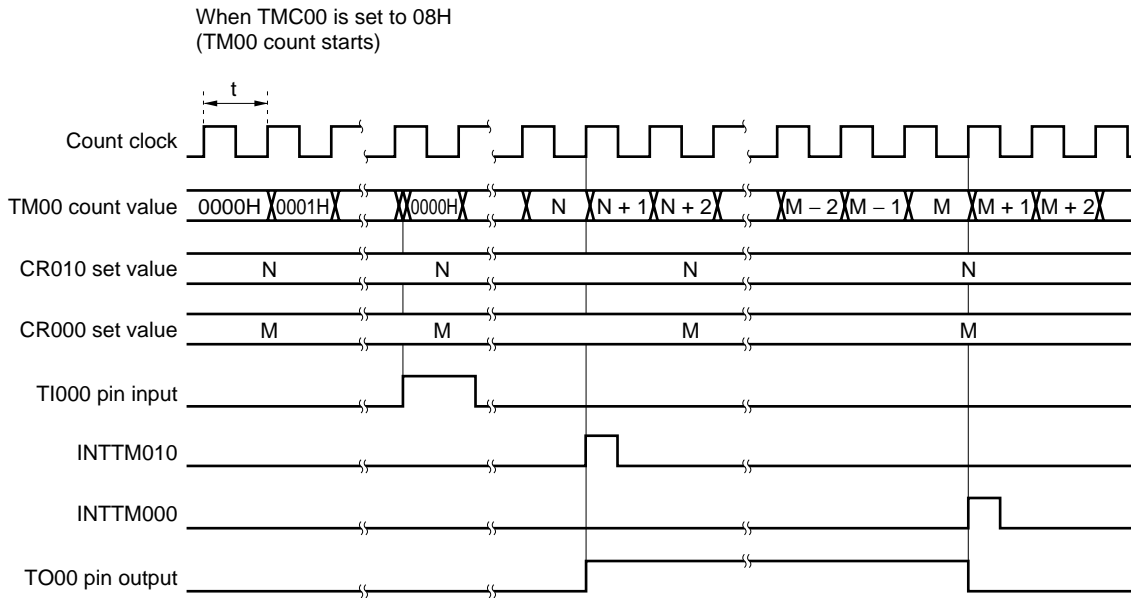 When TMC00 is set to 08H
(TM00 count starts)
t
Count clock
TM00 count value 0000H 0001H 0000H N N + 1 N + 2 M − 2 M − 1 M M + 1 M + 2
CR010 set value N N N N
CR000 set value M M M M
TI000 pin input
INTTM010
INTTM000
TO00 pin output